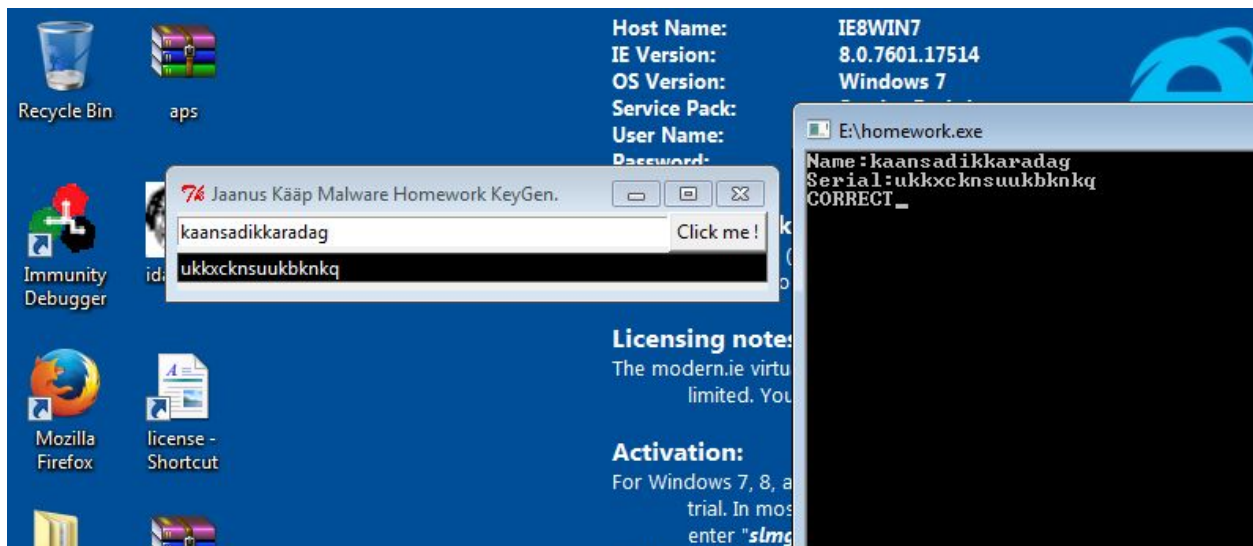 Recycle Bin
aps
Immunity
Debugger
Mozilla
Firefox
license -
Shortcut
Host Name: IE8WIN7
IE Version: 8.0.7601.17514
OS Version: Windows 7
Service Pack:
User Name:
Password:
Jaanus Kääp Malware Homework KeyGen.
kaansadikkaradag
Click me !
ukkxcknsuukbknkq
E:\homework.exe
Name:kaansadikkaradag
Serial:ukkxcknsuukbknkq
CORRECT_
Licensing notes
The modern.ie virtu
limited. You
Activation:
For Windows 7, 8, a
trial. In mos
enter "slmg